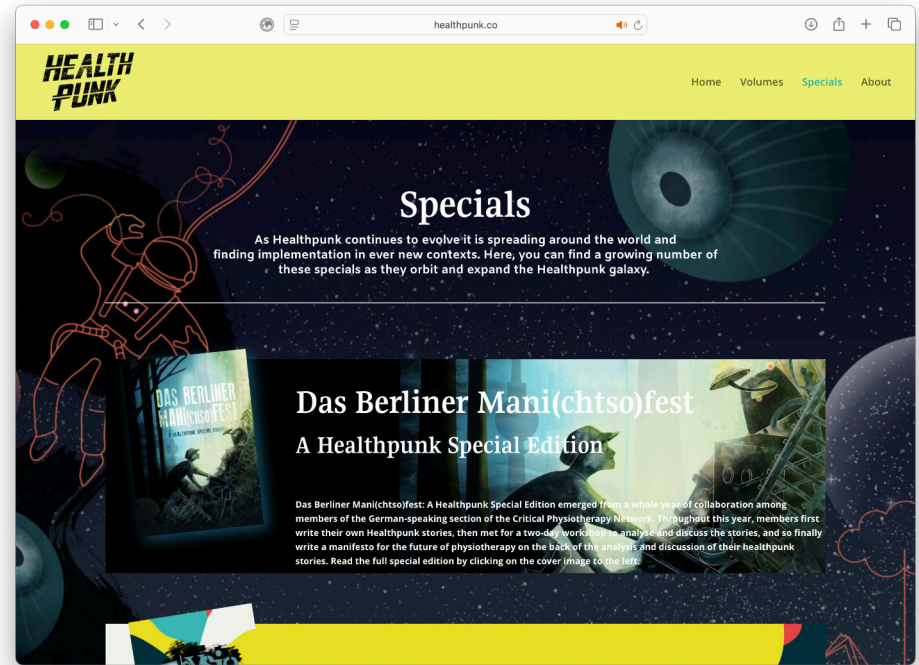 healthpunk.co
HEALTH
PUNK
Home Volumes Specials About
Specials
As Healthpunk continues to evolve it is spreading around the world and
finding implementation in ever new contexts. Here, you can find a growing number of
these specials as they orbit and expand the Healthpunk galaxy.
DAS BERLINER
MANI(CHTSO)FEST
A HEALTHPUNK SPECIAL EDITION
Das Berliner Mani(chtso)fest
A Healthpunk Special Edition
Das Berliner Mani(chtso)fest: A Healthpunk Special Edition emerged from a whole year of collaboration among
members of the German-speaking section of the Critical Physiotherapy Network. Throughout this year, members first
write their own Healthpunk stories, then met for a two-day workshop to analyse and discuss the stories, and so finally
write a manifesto for the future of physiotherapy on the back of the analysis and discussion of their healthpunk
stories. Read the full special edition by clicking on the cover image to the left.